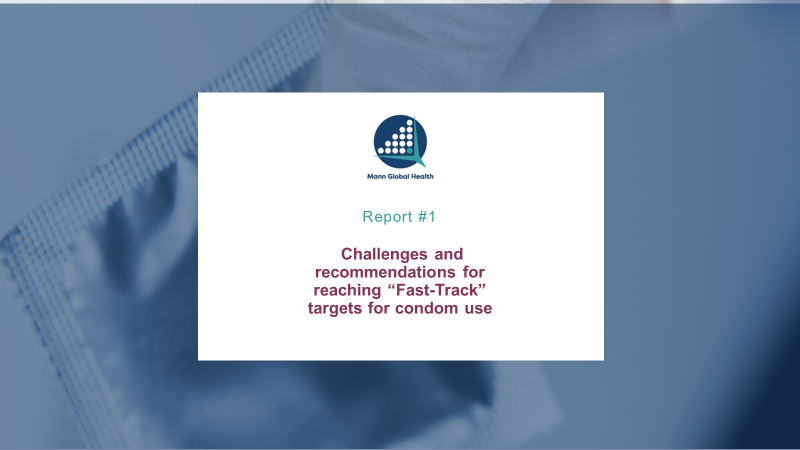 Mann Global Health
Report #1
Challenges and
recommendations for
reaching “Fast-Track”
targets for condom use